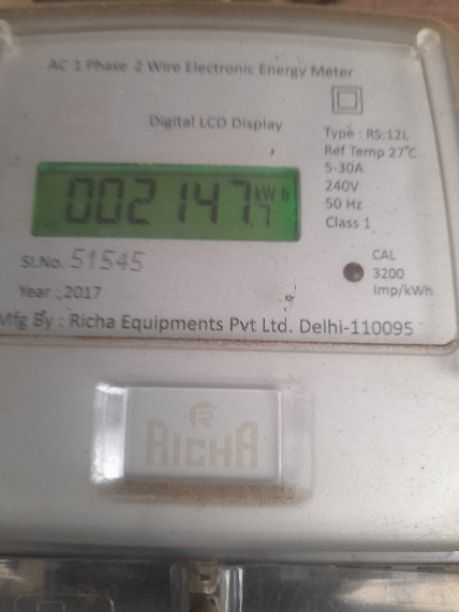 AC 1 Phase 2 Wire Electronic Energy Meter
Digital LCD Display
Type : RS:12L
Ref Temp 27°C
5-30A
240V
50 Hz
Class 1
002147.7 kWh
Sl.No. 51545
CAL
3200
Imp/kWh
Year : 2017
Mfg By : Richa Equipments Pvt Ltd. Delhi-110095
RICHA